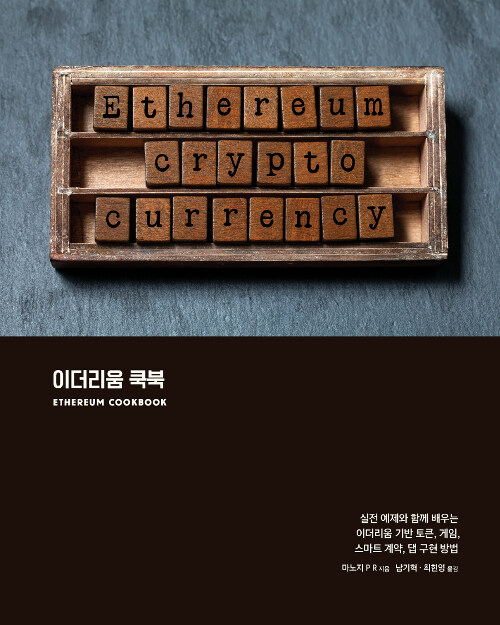 Ethereum
crypto
currency
이더리움 쿡북
ETHEREUM COOKBOOK
실전 예제와 함께 배우는
이더리움 기반 토큰, 게임,
스마트 계약, 댑 구현 방법
마노지 P R 지음 남기혁 · 최한영 옮김